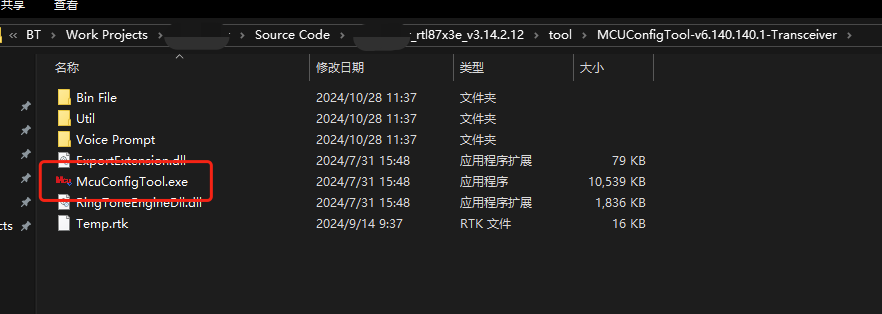 共享 查看
BT Work Projects Source Code _rtl87x3e_v3.14.2.12 tool MCUConfigTool-v6.140.140.1-Transceiver
名称 修改日期 类型 大小
Bin File 2024/10/28 11:37 文件夹
Util 2024/10/28 11:37 文件夹
Voice Prompt 2024/10/28 11:37 文件夹
ExportExtension.dll 2024/7/31 15:48 应用程序扩展 79 KB
McuConfigTool.exe 2024/7/31 15:48 应用程序 10,539 KB
RingToneEngineDll.dll 2024/7/31 15:48 应用程序扩展 1,836 KB
cts Temp.rtk 2024/9/14 9:37 RTK 文件 16 KB